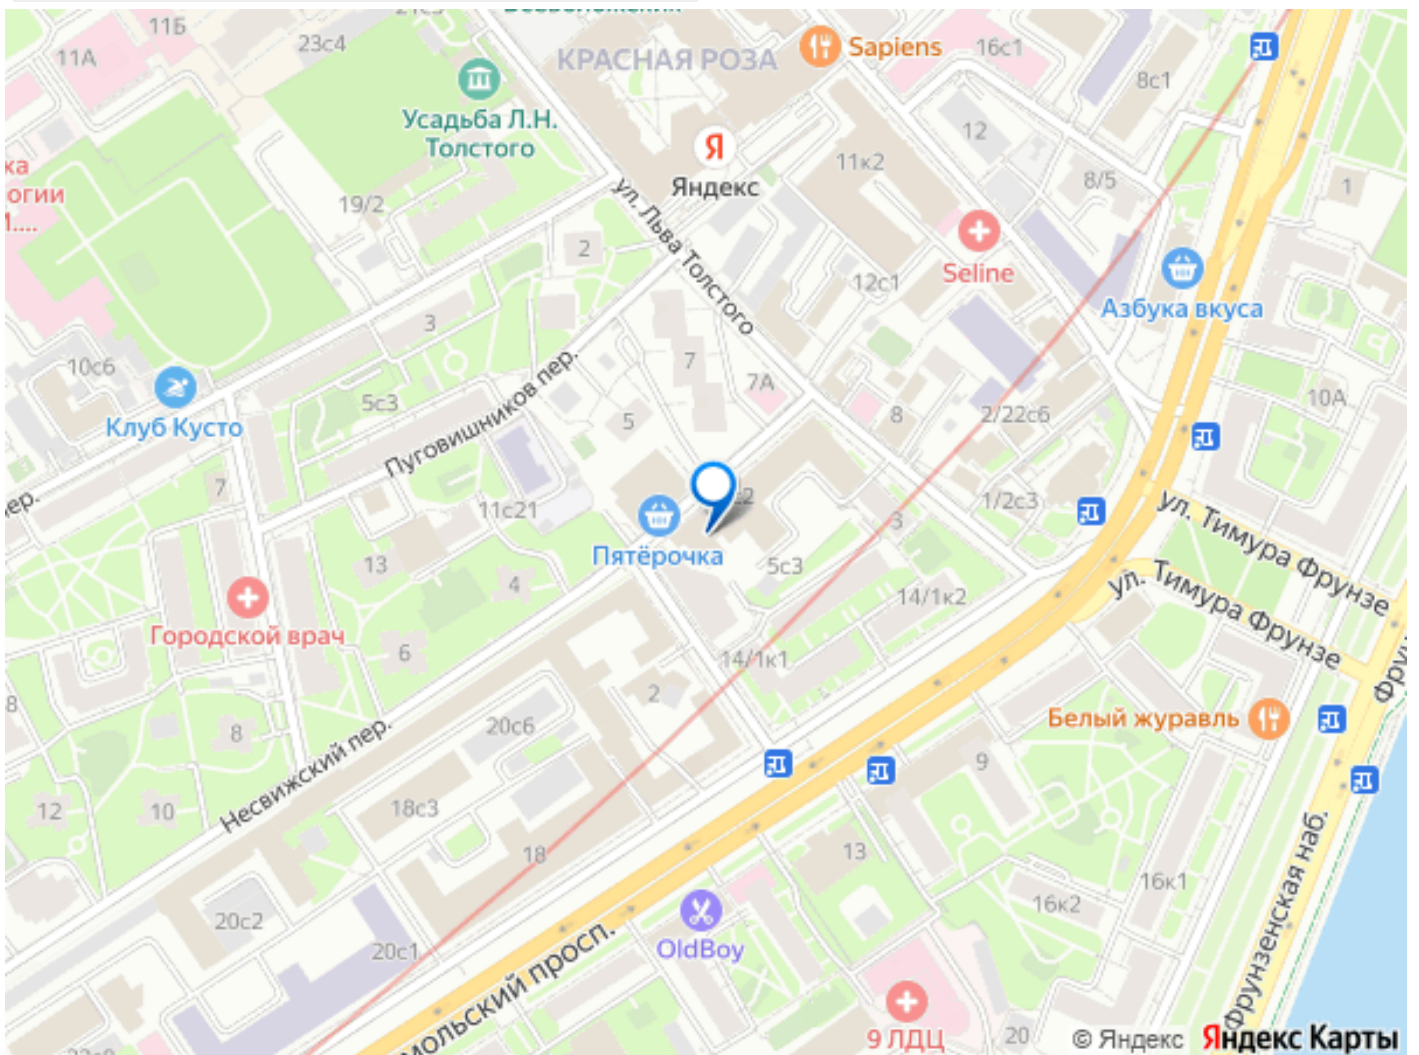 11Б
11А
23с4
КРАСНАЯ РОЗА
Sapiens
16с1
8с1
Усадьба Л.Н.
Толстого
12
11к2
Яндекс
8/5
1
ка
огии
19/2
ул. Льва Толстого
2
Seline
12с1
Азбука вкуса
3
10с6
Клуб Кусто
5с3
Пуговишников пер.
7
7А
5
8
2/22с6
10А
7
11с21
1/2с3
ул. Тимура Фрунзе
ул. Тимура Фрунзе
Пятёрочка
3
5с3
13
4
14/1к2
Городской врач
6
14/1к1
2
8
8
20с6
Белый журавль
9
12
10
Несвижский пер.
18с3
18
13
16к1
16к2
20с2
20с1
OldBoy
мольский просп.
Фрунзенская наб.
9 ЛДЦ
20
© Яндекс Яндекс Карты